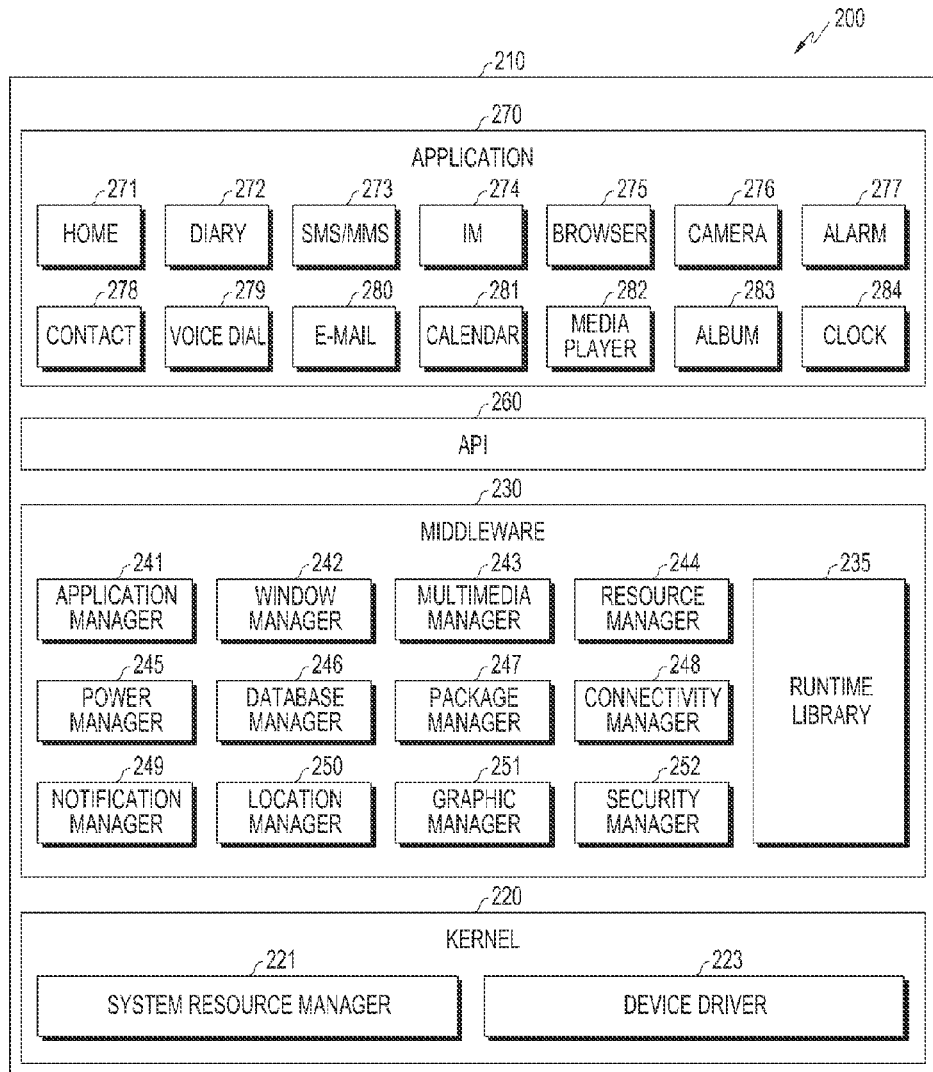 200
210
270
APPLICATION
271 272 273 274 275 276 277
HOME DIARY SMS/MMS IM BROWSER CAMERA ALARM
278 279 280 281 282 283 284
CONTACT VOICE DIAL E-MAIL CALENDAR MEDIA PLAYER ALBUM CLOCK
260
API
230
MIDDLEWARE
241 242 243 244 235
APPLICATION MANAGER WINDOW MANAGER MULTIMEDIA MANAGER RESOURCE MANAGER
245 246 247 248
POWER MANAGER DATABASE MANAGER PACKAGE MANAGER CONNECTIVITY MANAGER RUNTIME LIBRARY
249 250 251 252
NOTIFICATION MANAGER LOCATION MANAGER GRAPHIC MANAGER SECURITY MANAGER
220
KERNEL
221 223
SYSTEM RESOURCE MANAGER DEVICE DRIVER